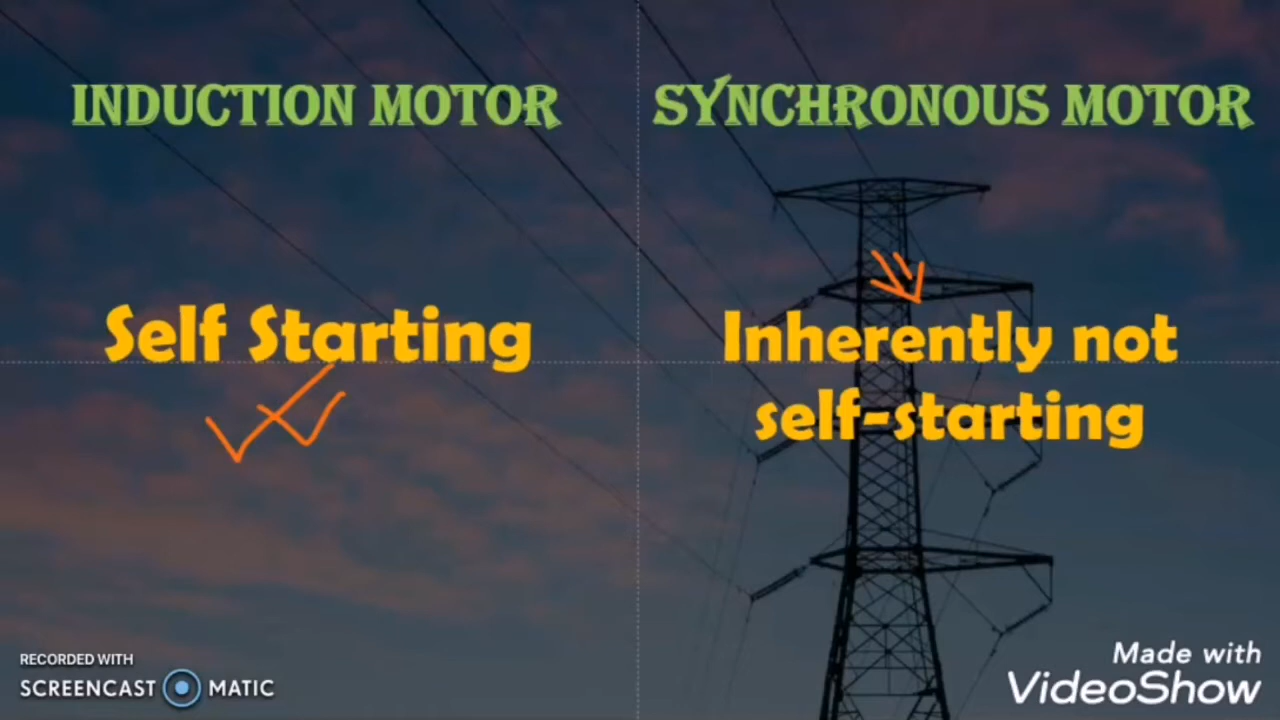 INDUCTION MOTOR
SYNCHRONOUS MOTOR
Self Starting
Inherently not
self-starting
RECORDED WITH
SCREENCAST MATIC
Made with
VideoShow